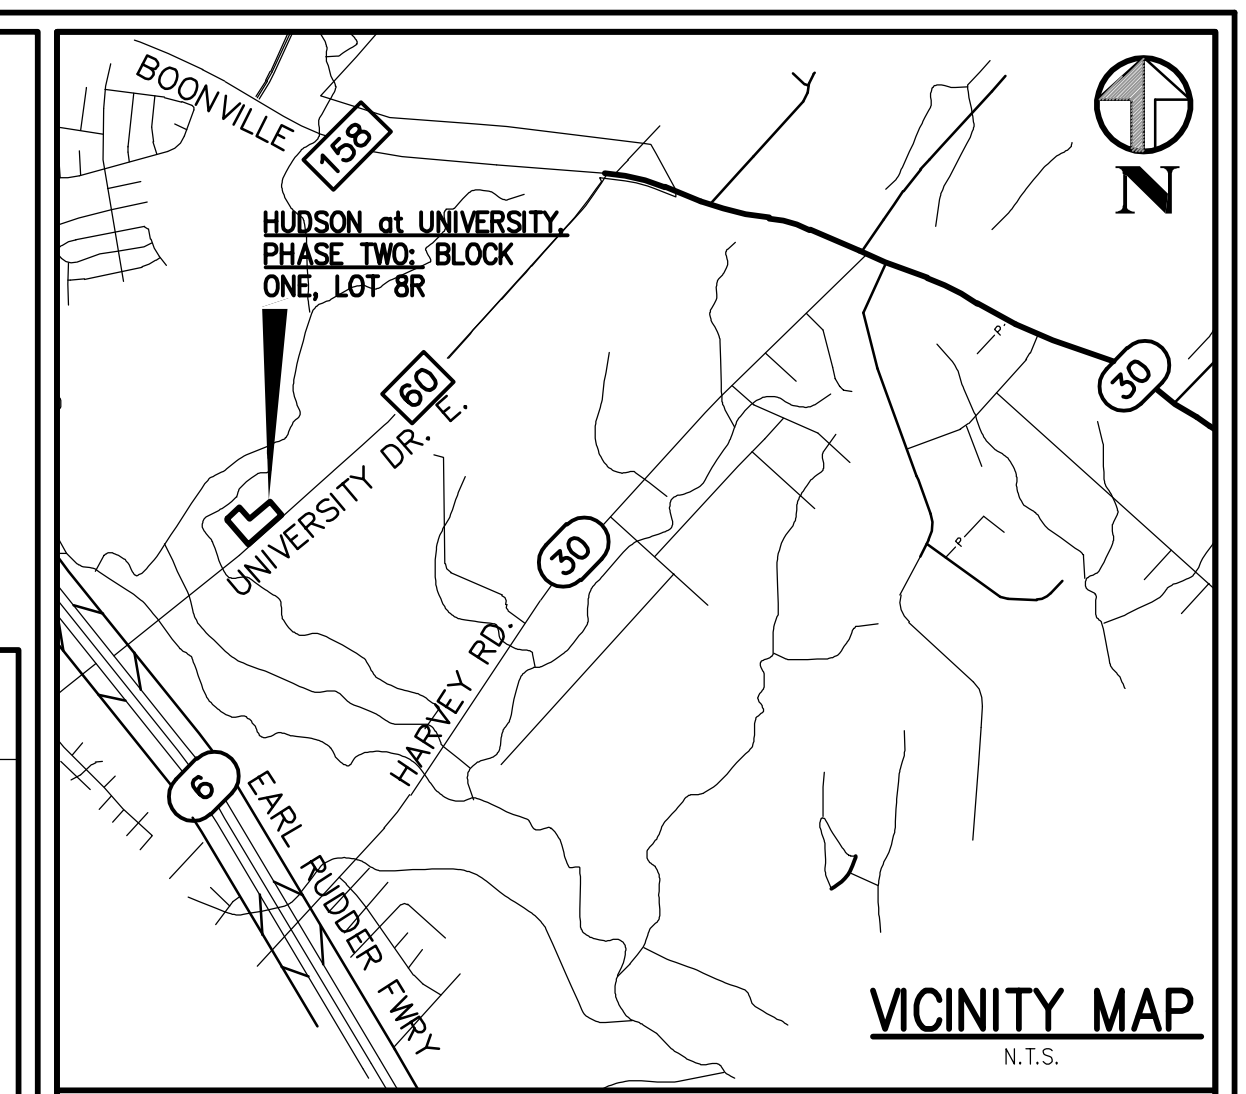 BOONVILLE
158
N
HUDSON at UNIVERSITY,
PHASE TWO: BLOCK
ONE, LOT 8R
60
UNIVERSITY DR. E.
30
30
P.
P.
HARVEY RD.
6
EARL RUDDER FWRY
VICINITY MAP
N.T.S.